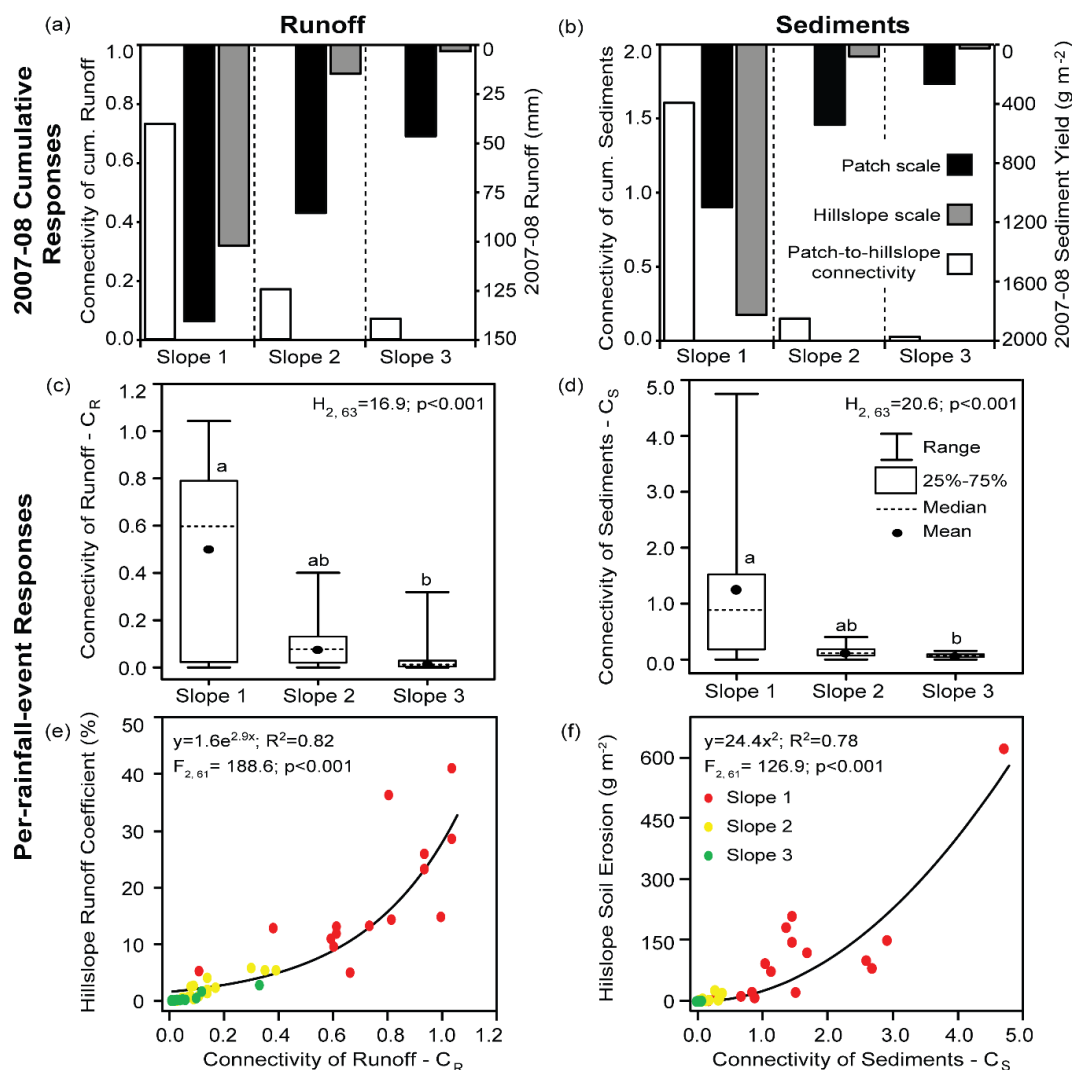 Runoff
Sediments
2007-08 Cumulative
Responses
Per-rainfall-event Responses
(a)
Connectivity of cum. Runoff
1.0
0.8
0.6
0.4
0.2
0.0
0
25
50
75
100
125
150
2007-08 Runoff (mm)
Slope 1
Slope 2
Slope 3
(b)
Connectivity of cum. Sediments
2.0
1.5
1.0
0.5
0.0
0
400
800
1200
1600
2000
2007-08 Sediment Yield (g m-2)
Patch scale
Hillslope scale
Patch-to-hillslope
connectivity
Slope 1
Slope 2
Slope 3
(c)
Connectivity of Runoff - CR
1.2
1.0
0.8
0.6
0.4
0.2
0.0
H2, 63=16.9; p<0.001
a
ab
b
Slope 1
Slope 2
Slope 3
(d)
Connectivity of Sediments - CS
5.0
4.0
5.0
2.0
1.0
0.0
H2, 63=20.6; p<0.001
Range
25%-75%
Median
Mean
a
ab
b
Slope 1
Slope 2
Slope 3
(e)
Hillslope Runoff Coefficient (%)
50
40
30
20
10
0
y=1.6e2.9x; R2=0.82
F2, 61= 188.6; p<0.001
Slope 1
Slope 2
Slope 3
0.0
0.2
0.4
0.6
0.8
1.0
1.2
Connectivity of Runoff - CR
(f)
Hillslope Soil Erosion (g m-2)
600
450
300
150
0
y=24.4x2; R2=0.78
F2, 61= 126.9; p<0.001
Slope 1
Slope 2
Slope 3
0.0
1.0
2.0
3.0
4.0
5.0
Connectivity of Sediments - CS